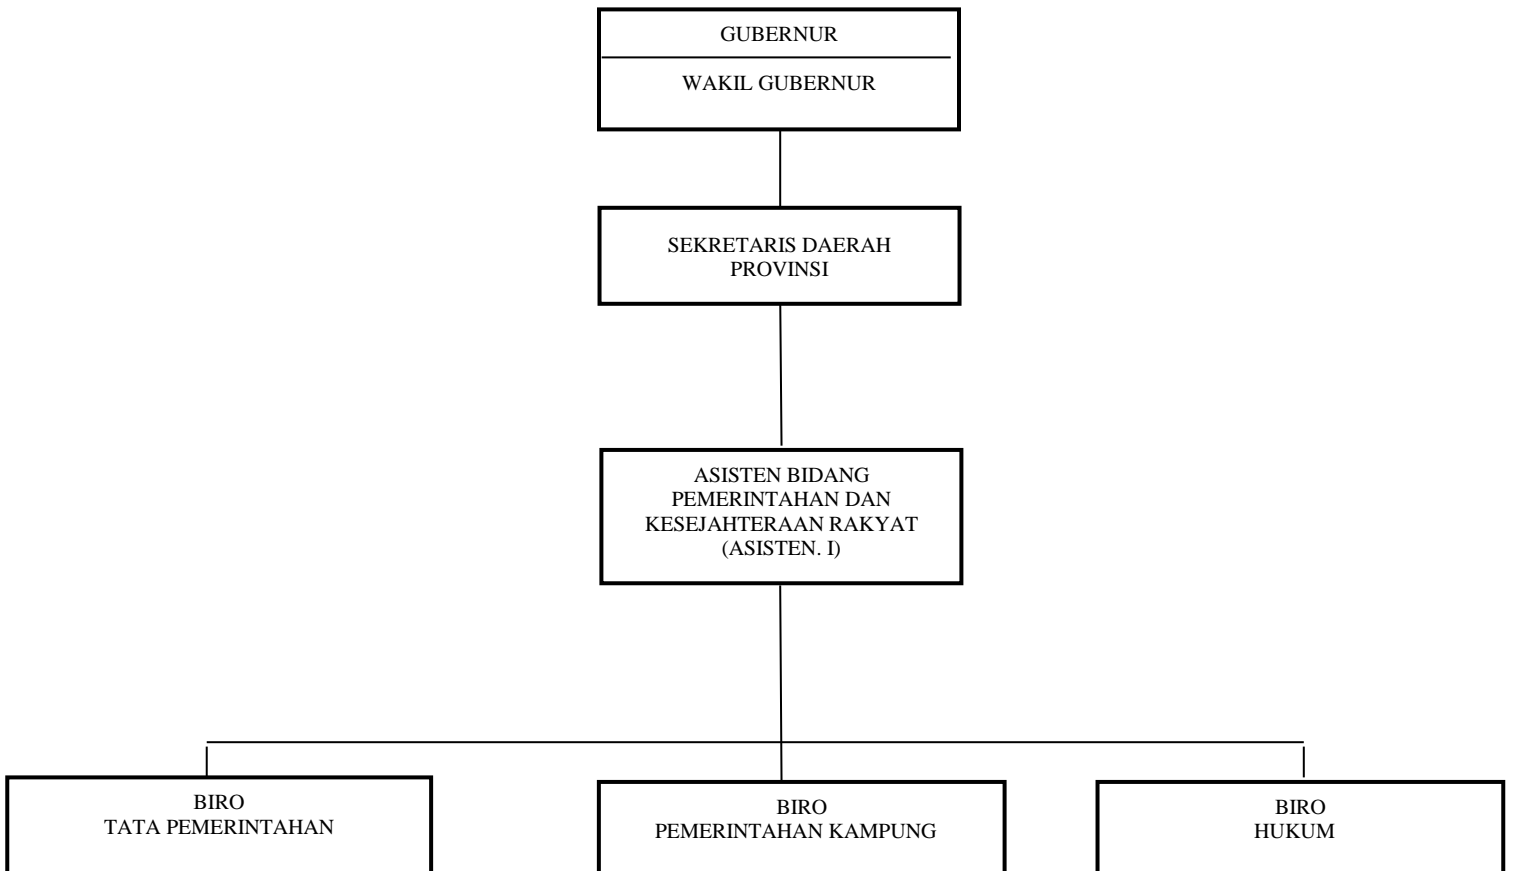 GUBERNUR
WAKIL GUBERNUR
SEKRETARIS DAERAH
PROVINSI
ASISTEN BIDANG
PEMERINTAHAN DAN
KESEJAHTERAAN RAKYAT
(ASISTEN. I)
BIRO
TATA PEMERINTAHAN
BIRO
PEMERINTAHAN KAMPUNG
BIRO
HUKUM